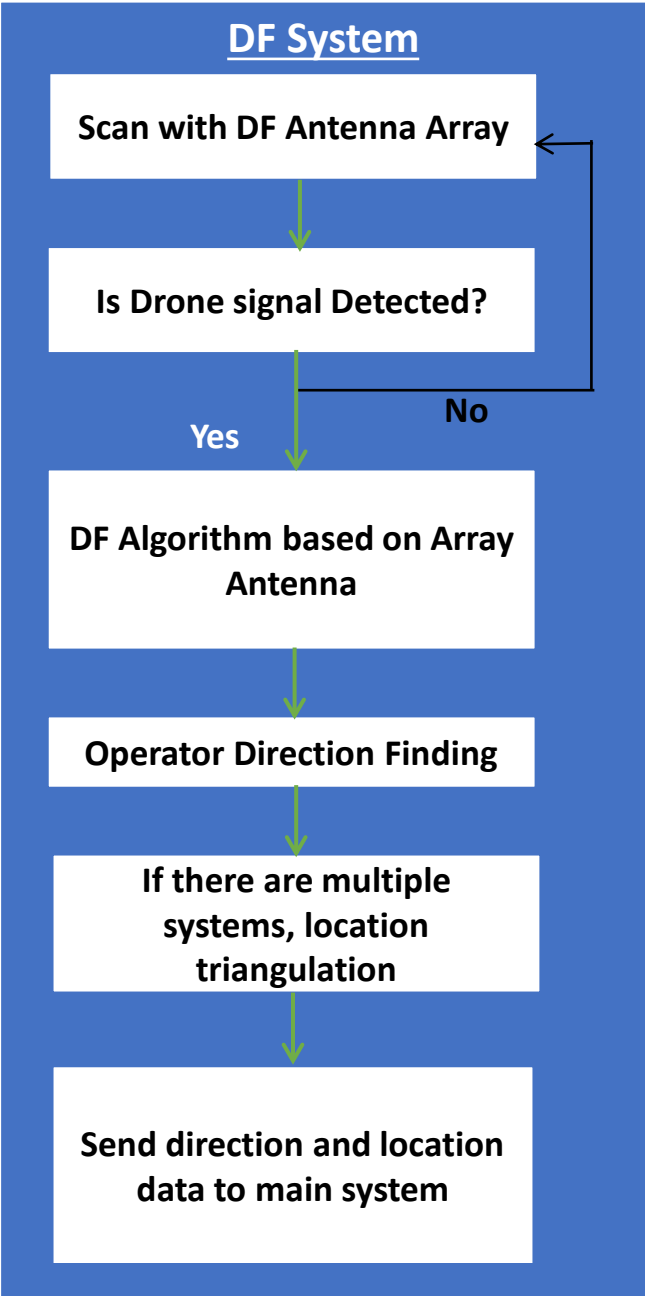 DF System
Scan with DF Antenna Array
Is Drone signal Detected?
No
Yes
DF Algorithm based on Array
Antenna
Operator Direction Finding
If there are multiple
systems, location
triangulation
Send direction and location
data to main system